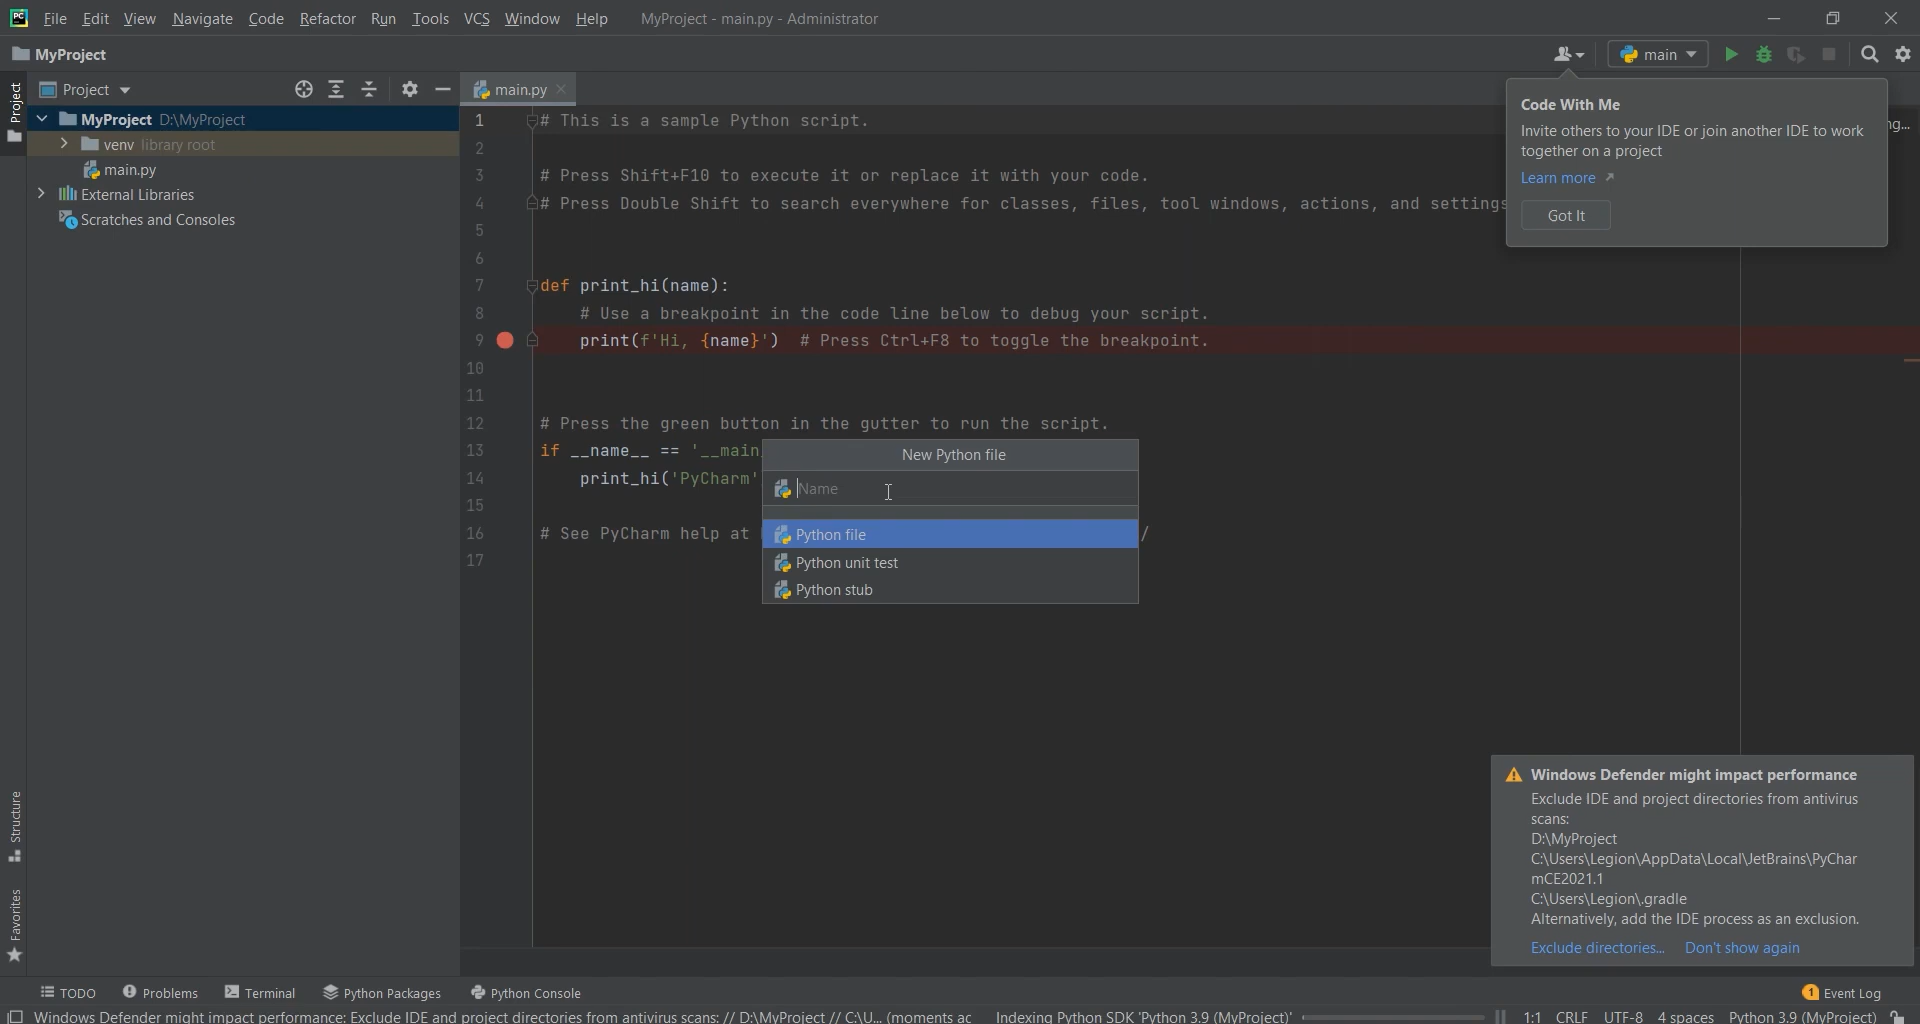 PC File Edit View Navigate Code Refactor Run Tools VCS Window Help MyProject - main.py - Administrator
MyProject
main
Project
Project
main.py
MyProject D:\MyProject
venv library root
main.py
External Libraries
Scratches and Consoles
1 # This is a sample Python script.
2
3 # Press Shift+F10 to execute it or replace it with your code.
4 # Press Double Shift to search everywhere for classes, files, tool windows, actions, and settings
5
6
7 def print_hi(name):
8 # Use a breakpoint in the code line below to debug your script.
9 print(f'Hi, {name}') # Press Ctrl+F8 to toggle the breakpoint.
10
11
12 # Press the green button in the gutter to run the script.
13 if __name__ == '__main
14 print_hi('PyCharm'
15
16 # See PyCharm help at /
17
New Python file
Name
Python file
Python unit test
Python stub
Code With Me
Invite others to your IDE or join another IDE to work
together on a project
Learn more
Got It
ng...
Windows Defender might impact performance
Exclude IDE and project directories from antivirus
scans:
D:\MyProject
C:\Users\Legion\AppData\Local\JetBrains\PyChar
mCE2021.1
C:\Users\Legion\.gradle
Alternatively, add the IDE process as an exclusion.
Exclude directories... Don't show again
Structure
Favorites
TODO Problems Terminal Python Packages Python Console 1 Event Log
Windows Defender might impact performance: Exclude IDE and project directories from antivirus scans: // D:\MyProject // C:\U... (moments ac Indexing Python SDK 'Python 3.9 (MyProject)' 1:1 CRLF UTF-8 4 spaces Python 3.9 (MyProject)